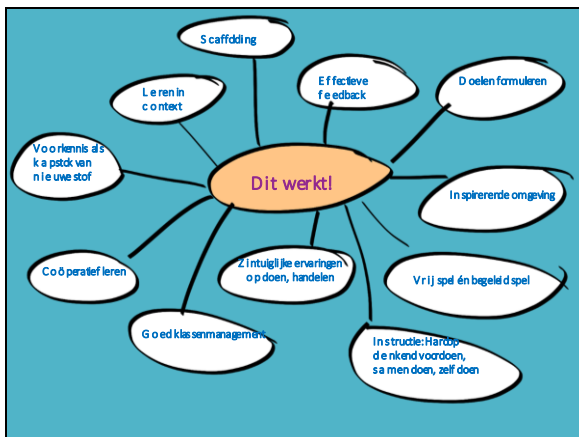 Scaffolding
Effectieve
feedback
Doelen formuleren
Leren in
context
Voorkennis als
kapstok van
nieuwe stof
Dit werkt!
Inspirerende omgeving
Coöperatief leren
Zintuiglijke ervaringen
opdoen, handelen
Vrij spel én begeleid spel
Goed klassenmanagement
Instructie: Hardop
denkend voordoen,
samen doen, zelf doen